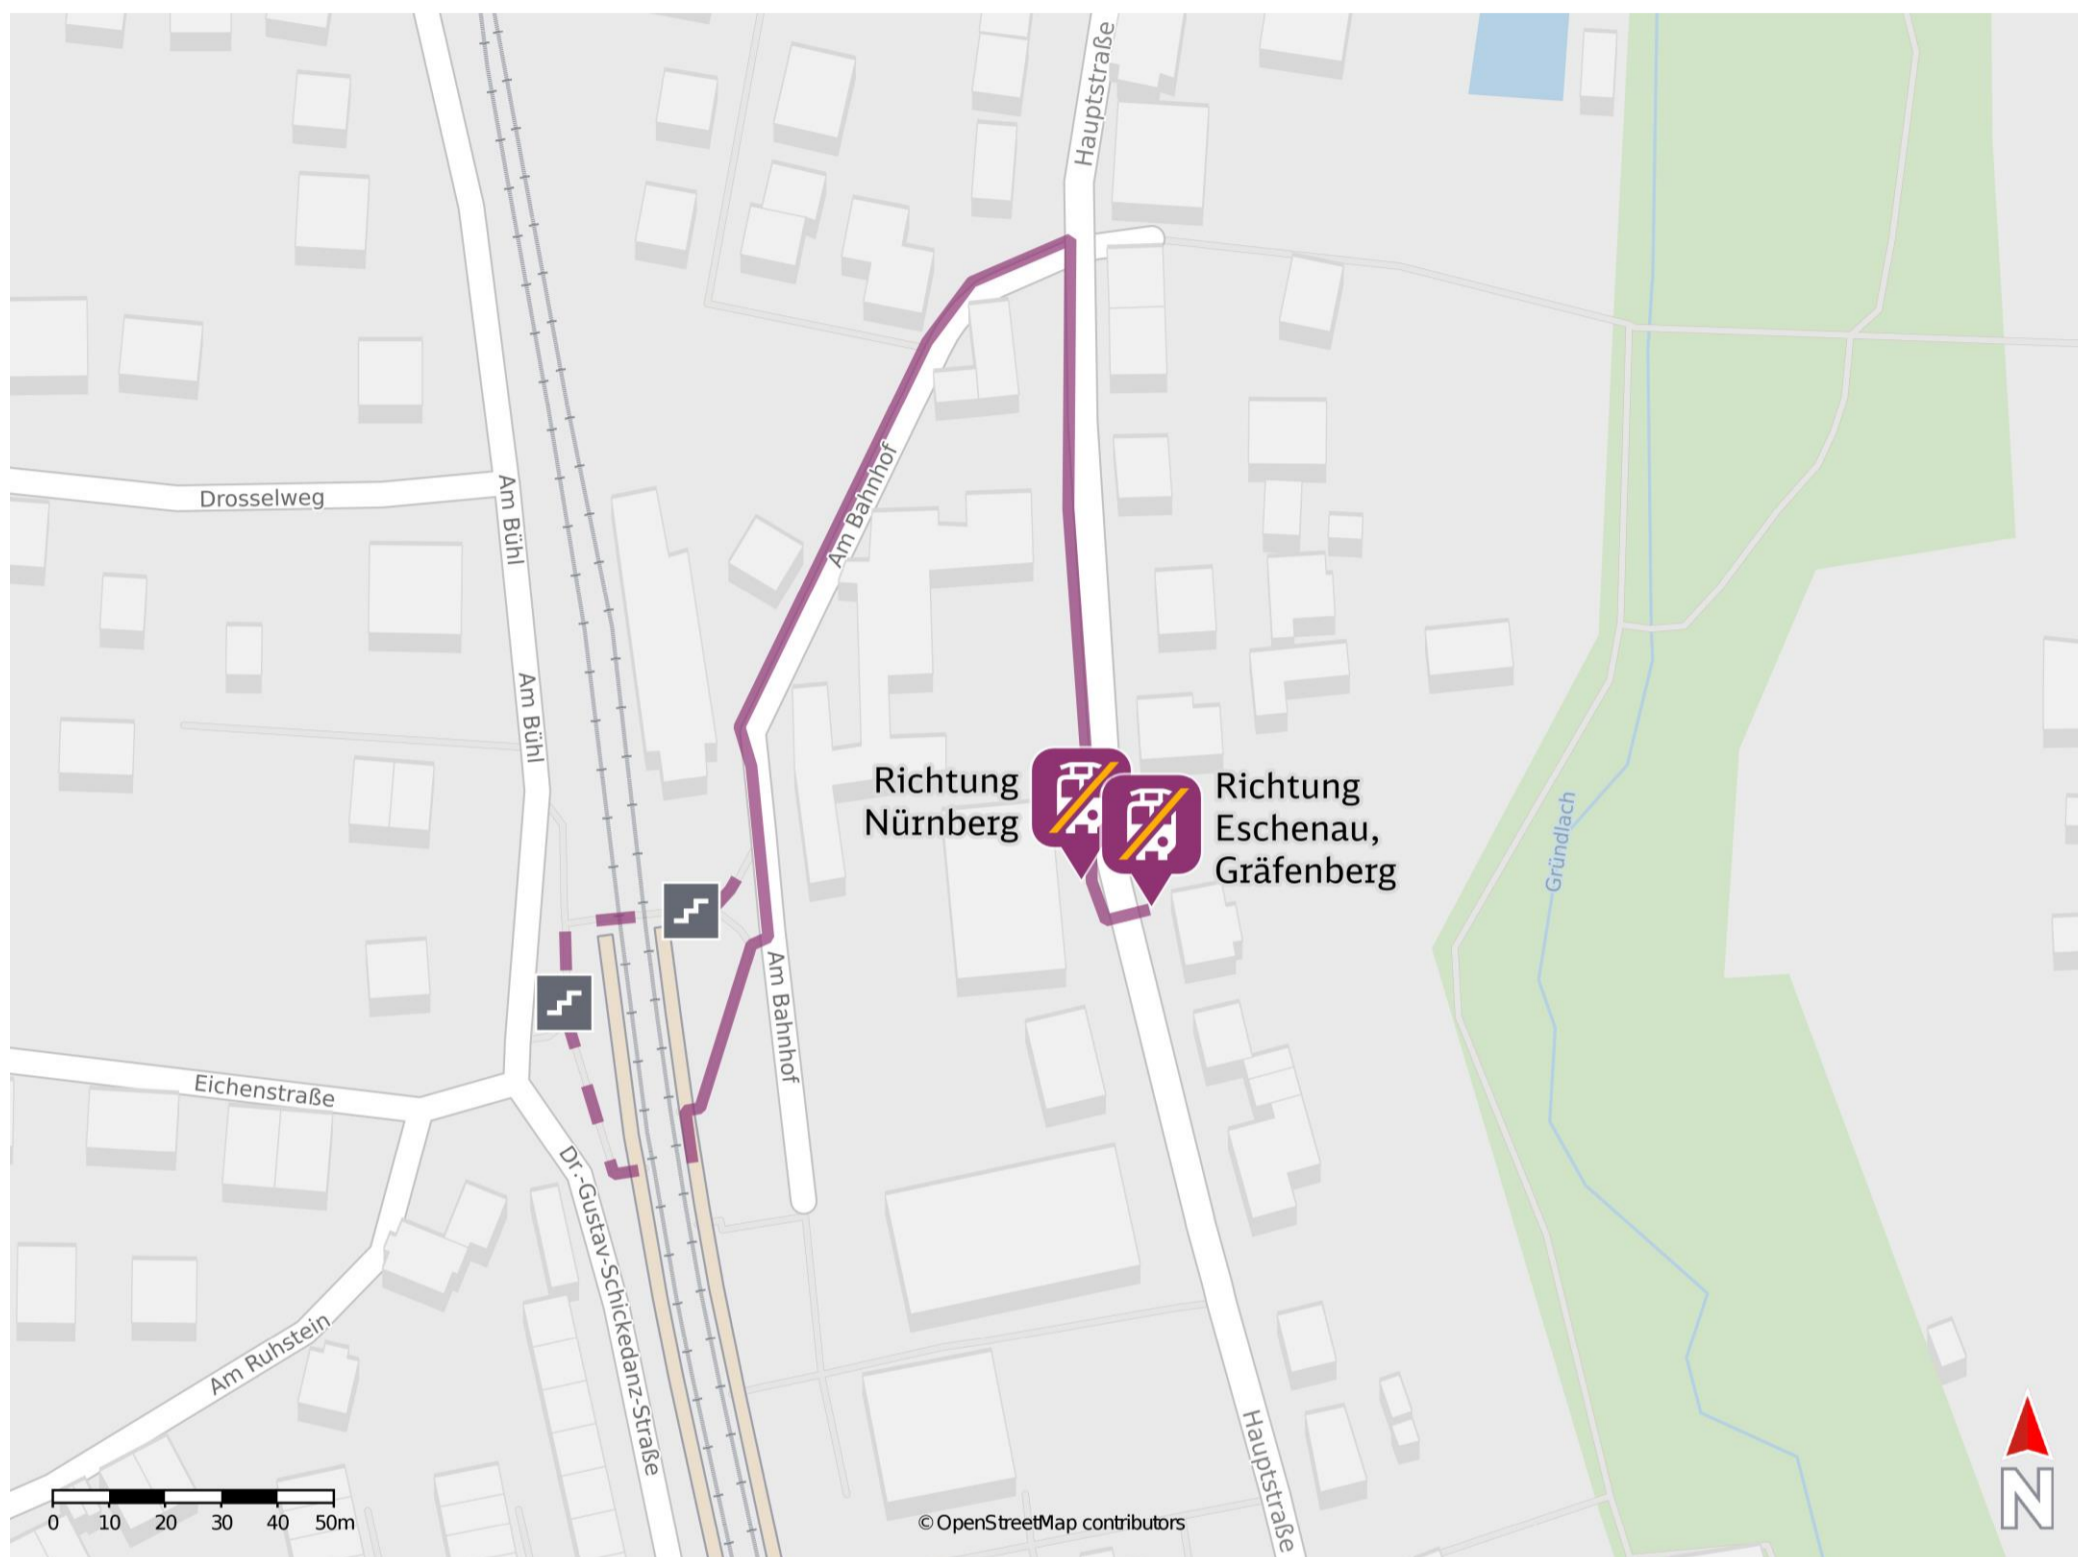 Hauptstraße
Drosselweg
Am Bühl
Am Bahnhof
Am Bühl
Richtung
Nürnberg
Richtung
Eschenau,
Gräfenberg
Gründlach
Am Bahnhof
Eichenstraße
Dr.-Gustav-Schickedanz-Straße
Am Ruhstein
Hauptstraße
N
0 10 20 30 40 50m
© OpenStreetMap contributors